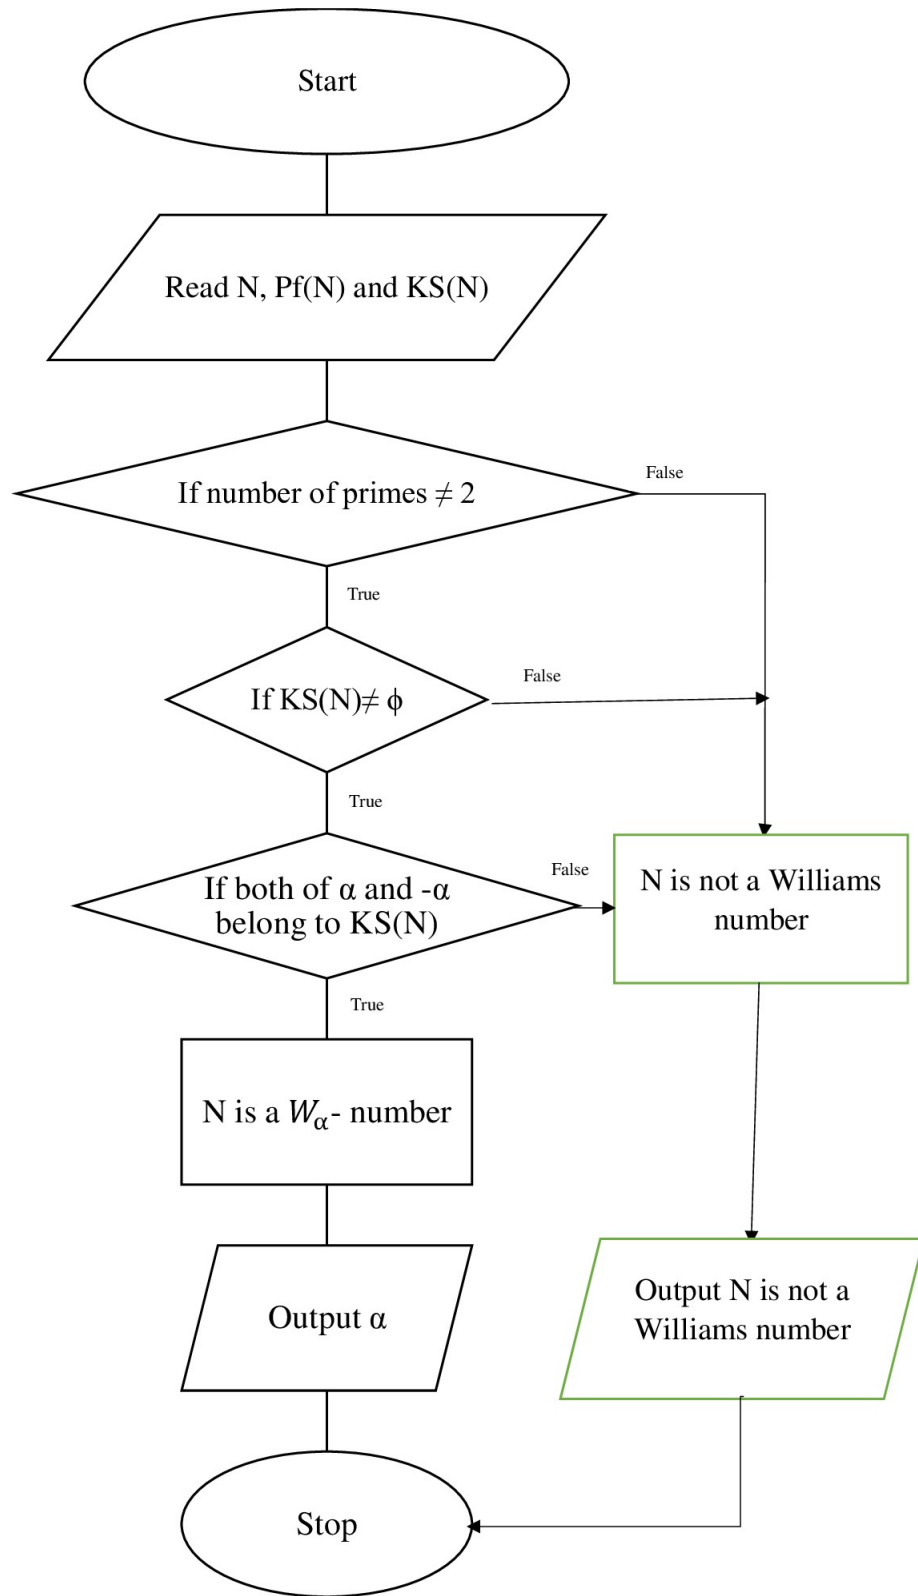 Start
Read N, Pf(N) and KS(N)
If number of primes ≠ 2
False
True
If KS(N)≠ ϕ
False
True
If both of α and -α
belong to KS(N)
False
N is not a Williams
number
True
N is a Wα- number
Output α
Output N is not a
Williams number
Stop